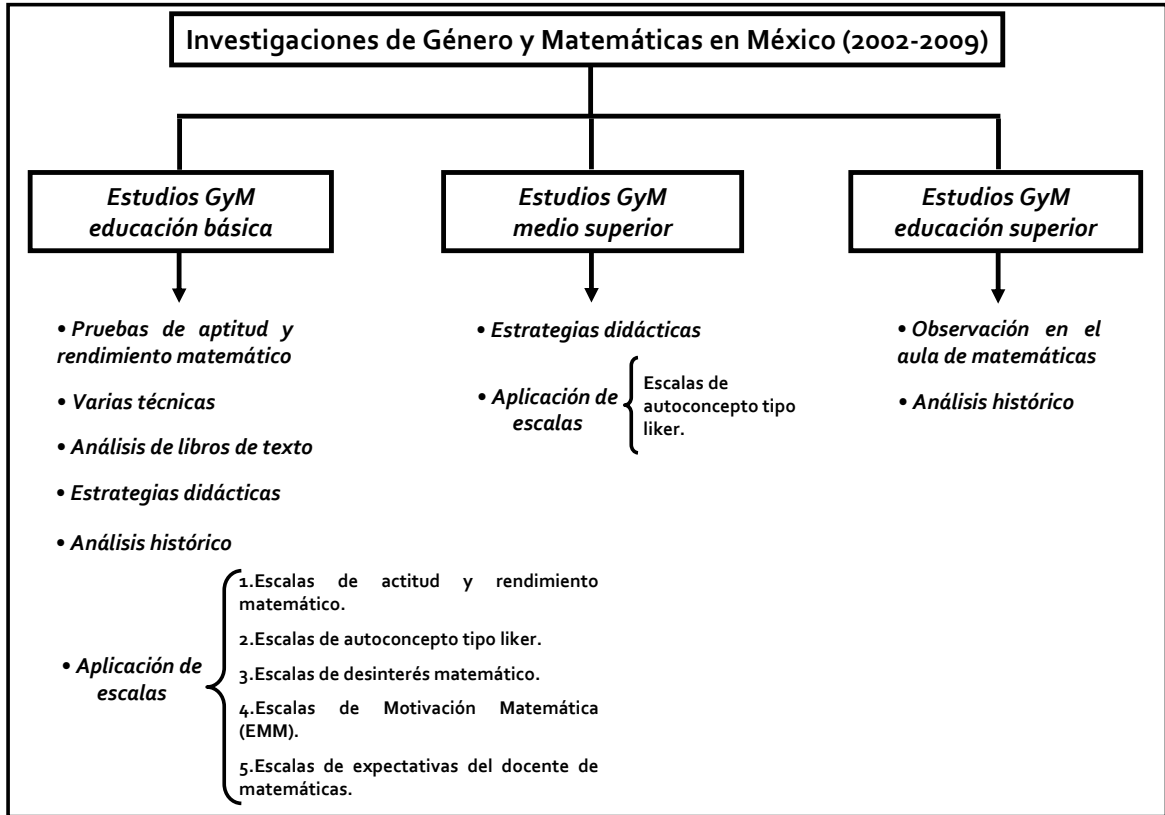 Investigaciones de Género y Matemáticas en México (2002-2009)
Estudios GyM
educación básica
• Pruebas de aptitud y
rendimiento matemático
• Varias técnicas
• Análisis de libros de texto
• Estrategias didácticas
• Análisis histórico
• Aplicación de
escalas
1.Escalas de actitud y rendimiento
matemático.
2.Escalas de autoconcepto tipo liker.
3.Escalas de desinterés matemático.
4.Escalas de Motivación Matemática
(EMM).
5.Escalas de expectativas del docente de
matemáticas.
Estudios GyM
medio superior
• Estrategias didácticas
• Aplicación de
escalas
Escalas de
autoconcepto tipo
liker.
Estudios GyM
educación superior
• Observación en el
aula de matemáticas
• Análisis histórico